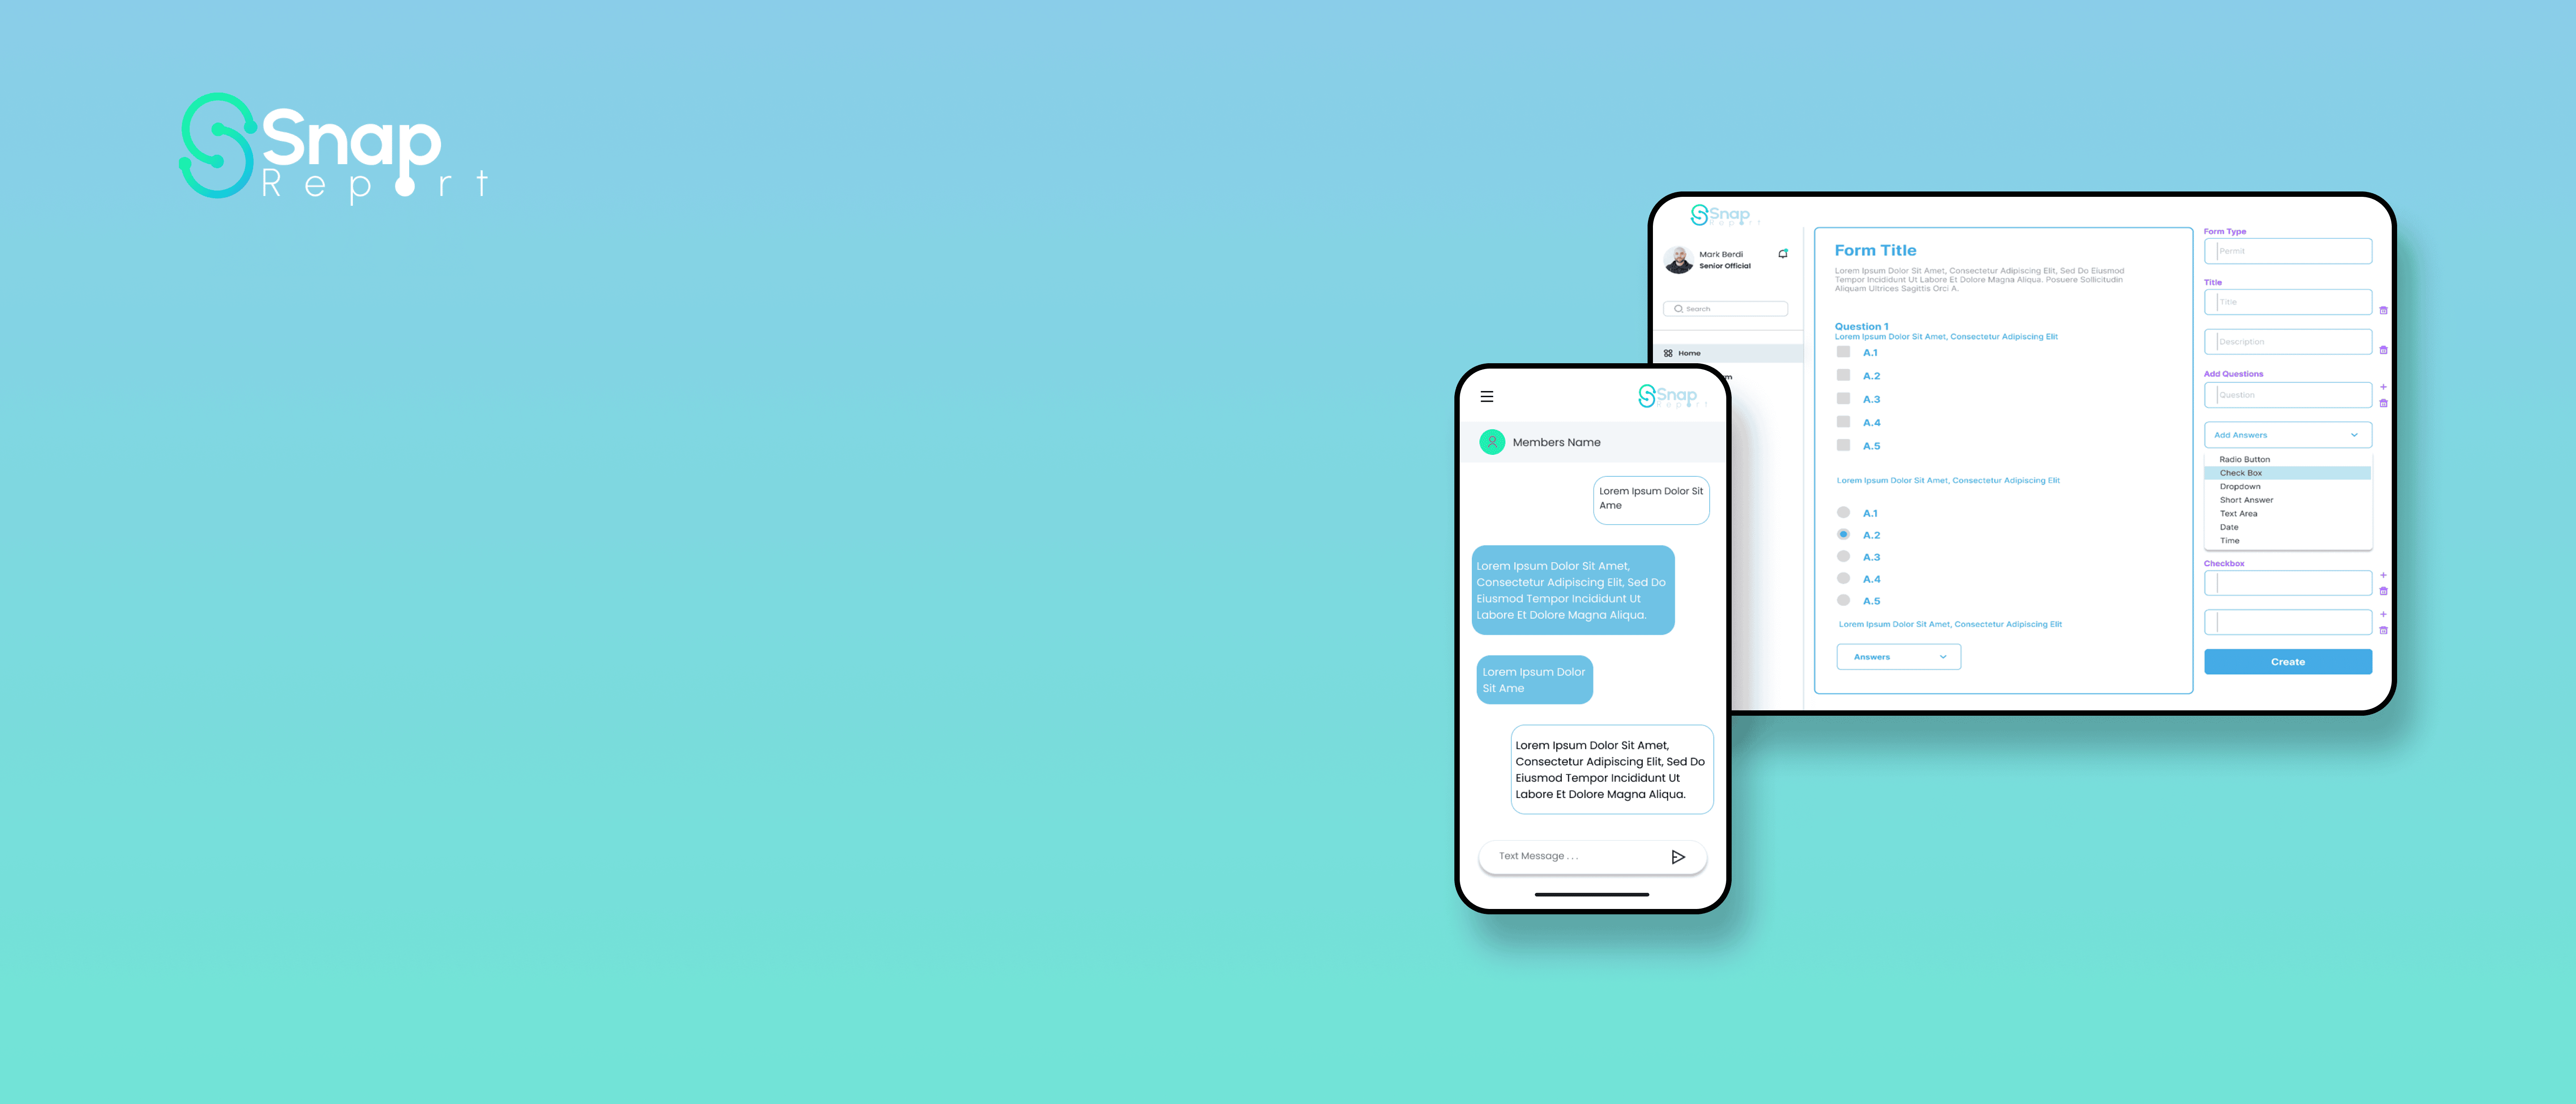 Snap
Report
Snap
Report
Mark Berdi
Senior Official
Search
Home
m
Form Title
Lorem Ipsum Dolor Sit Amet, Consectetur Adipiscing Elit, Sed Do Eiusmod
Tempor Incididunt Ut Labore Et Dolore Magna Aliqua. Posuere Sollicitudin
Aliquam Ultrices Sagittis Orci A.
Question 1
Lorem Ipsum Dolor Sit Amet, Consectetur Adipiscing Elit
A.1
A.2
A.3
A.4
A.5
Lorem Ipsum Dolor Sit Amet, Consectetur Adipiscing Elit
A.1
A.2
A.3
A.4
A.5
Lorem Ipsum Dolor Sit Amet, Consectetur Adipiscing Elit
Answers
Form Type
Permit
Title
Title
Description
Add Questions
Question
Add Answers
Radio Button
Check Box
Dropdown
Short Answer
Text Area
Date
Time
Checkbox
Create
Snap
Report
Members Name
Lorem Ipsum Dolor Sit
Ame
Lorem Ipsum Dolor Sit Amet,
Consectetur Adipiscing Elit, Sed Do
Eiusmod Tempor Incididunt Ut
Labore Et Dolore Magna Aliqua.
Lorem Ipsum Dolor
Sit Ame
Lorem Ipsum Dolor Sit Amet,
Consectetur Adipiscing Elit, Sed Do
Eiusmod Tempor Incididunt Ut
Labore Et Dolore Magna Aliqua.
Text Message . . .